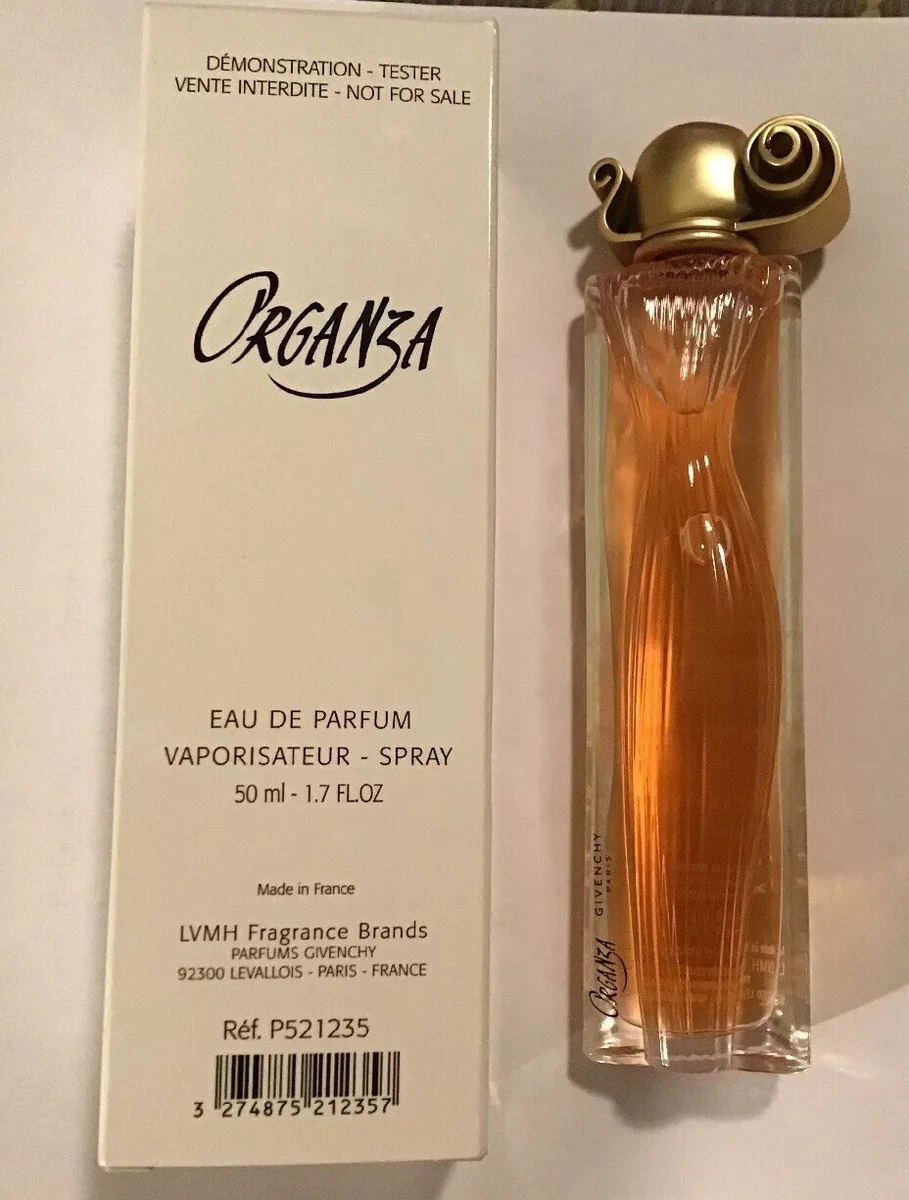 DÉMONSTRATION - TESTER
VENTE INTERDITE - NOT FOR SALE
ORGANZA
EAU DE PARFUM
VAPORISATEUR - SPRAY
50 ml - 1.7 FL.OZ
Made in France
LVMH Fragrance Brands
PARFUMS GIVENCHY
92300 LEVALLOIS - PARIS - FRANCE
Réf. P521235
3 274875 212357
ORGANZA
GIVENCHY
PARIS